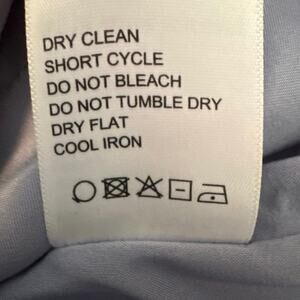 DRY CLEAN
SHORT CYCLE
DO NOT BLEACH
DO NOT TUMBLE DRY
DRY FLAT
COOL IRON